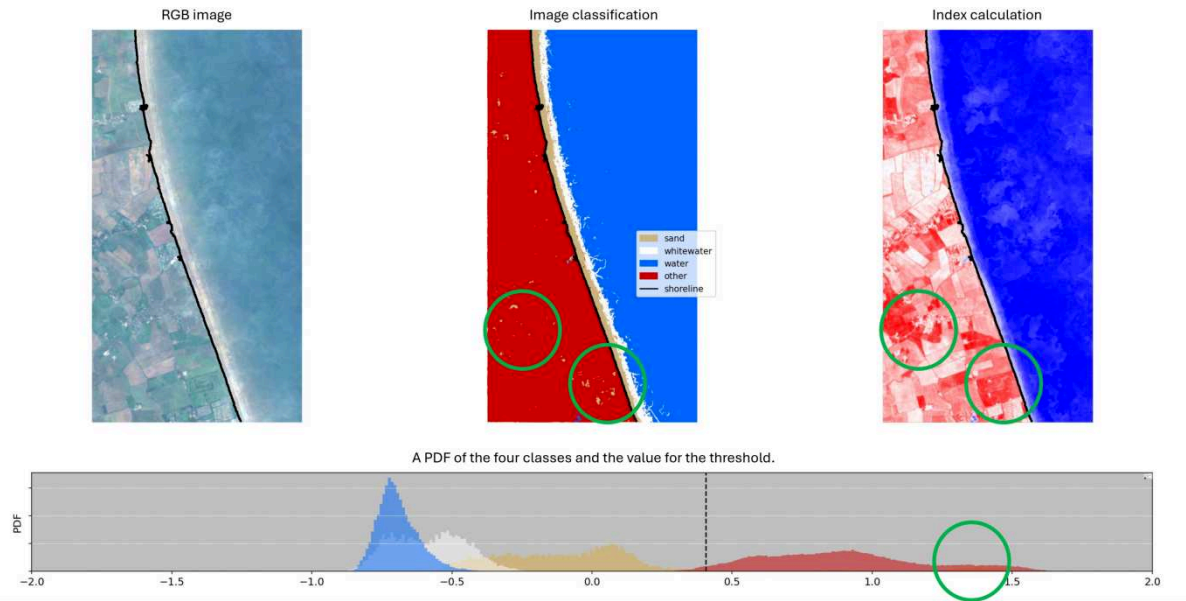 RGB image
Image classification
Index calculation
sand
whitewater
water
other
shoreline
A PDF of the four classes and the value for the threshold.
PDF
-2.0 -1.5 -1.0 -0.5 0.0 0.5 1.0 1.5 2.0